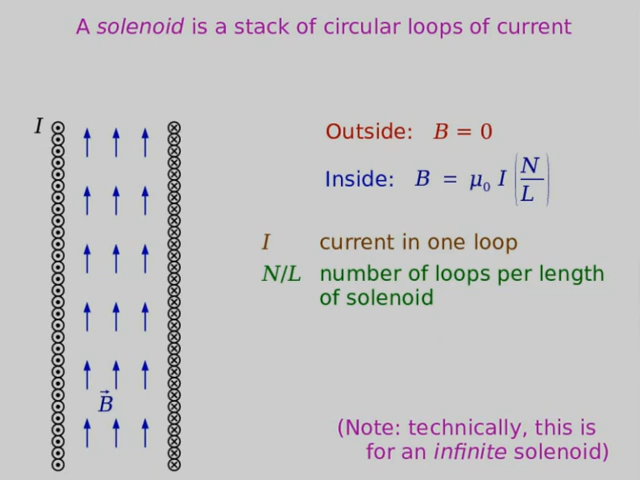 A solenoid is a stack of circular loops of current
I
Outside: B = 0
Inside: B = μ₀ I (N/L)
I current in one loop
N/L number of loops per length
of solenoid
B⃗
(Note: technically, this is
for an infinite solenoid)